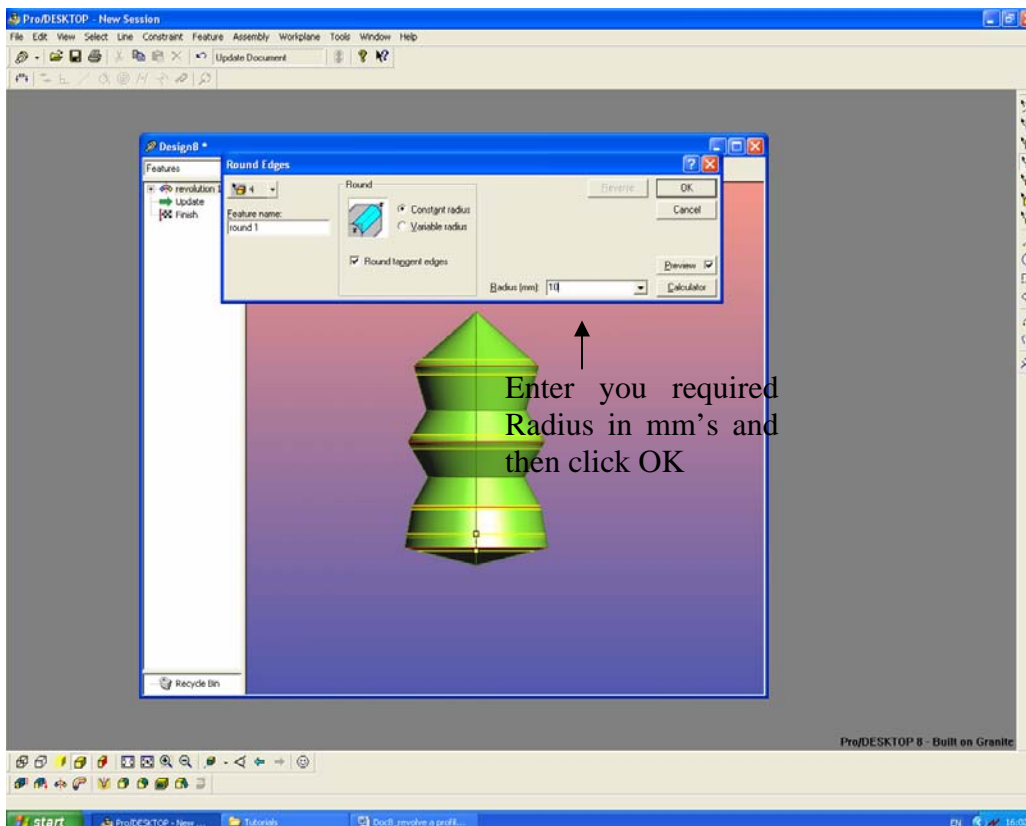 Pro/DESKTOP - New Session
File Edit View Select Line Constraint Feature Assembly Workplane Tools Window Help
Update Document
Design8 *
Features
revolution 1
Update
Finish
Round Edges
4
Feature name:
round 1
Round
Constant radius
Variable radius
Round tangent edges
Reverse
OK
Cancel
Preview
Radius (mm) 10
Calculator
Enter you required
Radius in mm's and
then click OK
Recycle Bin
Pro/DESKTOP 8 - Built on Granite
start
Pro/DESKTOP - New ...
Tutorials
Doc8_revolve a profil...
EN